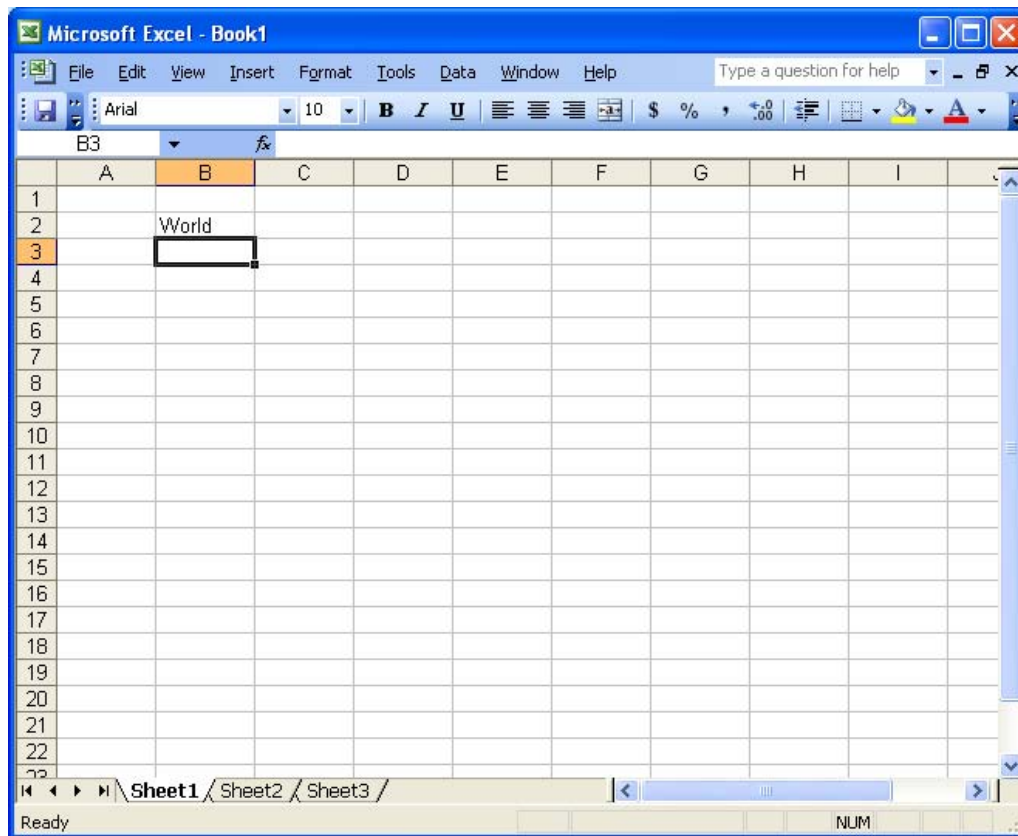 Microsoft Excel - Book1
File Edit View Insert Format Tools Data Window Help Type a question for help
Arial 10 B I U $ % , .00 A
B3 fx
A B C D E F G H I
1
2 World
3
4
5
6
7
8
9
10
11
12
13
14
15
16
17
18
19
20
21
22
Sheet1 Sheet2 Sheet3
Ready NUM